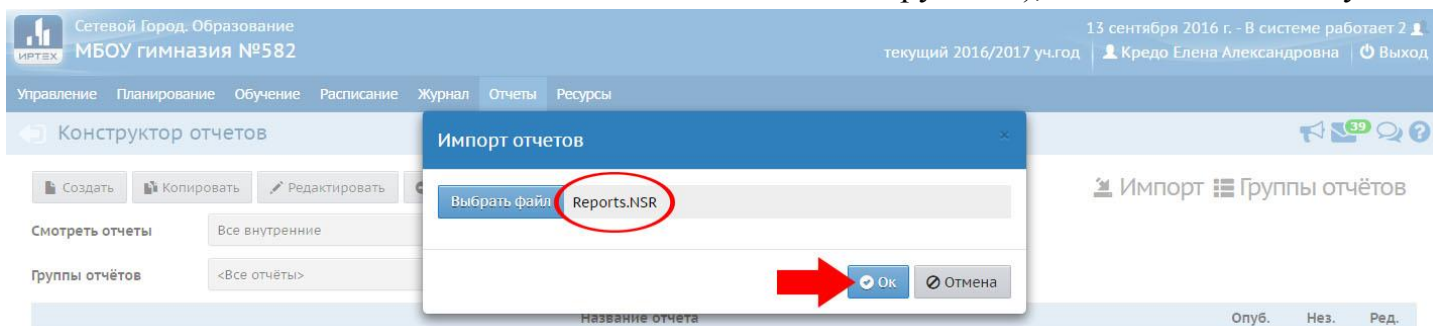 Сетевой Город. Образование
13 сентября 2016 г. - В системе работает 2
ИРТЕХ МБОУ гимназия №582
текущий 2016/2017 уч.год Кредо Елена Александровна Выход
Управление Планирование Обучение Расписание Журнал Отчеты Ресурсы
Конструктор отчетов
39
Импорт отчетов
×
Создать Копировать Редактировать
Импорт Группы отчётов
Выбрать файл Reports.NSR
Смотреть отчеты Все внутренние
Группы отчётов <Все отчёты>
Ок Отмена
Название отчета Опуб. Нез. Ред.